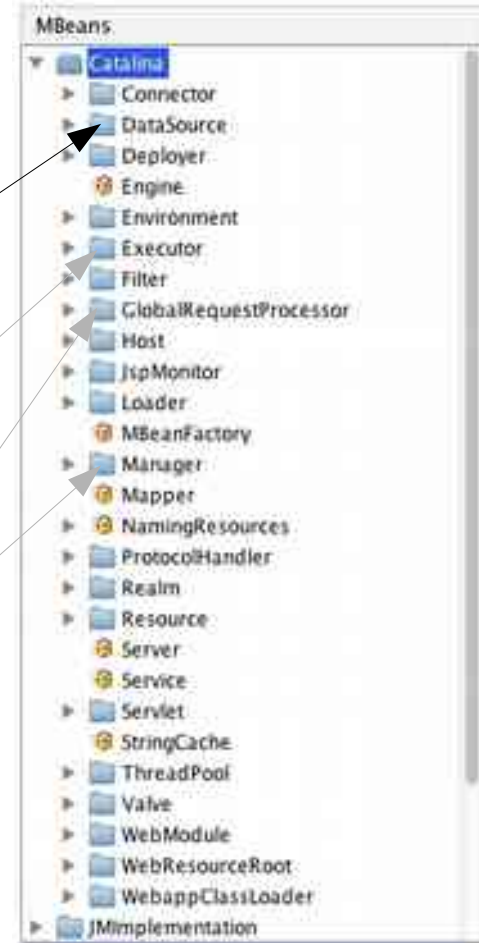 MBeans
Catalina
Connector
DataSource
Deployer
Engine
Environment
Executor
Filter
GlobalRequestProcessor
Host
JspMonitor
Loader
MBeanFactory
Manager
Mapper
NamingResources
ProtocolHandler
Realm
Resource
Server
Service
Servlet
StringCache
ThreadPool
Valve
WebModule
WebResourceRoot
WebappClassLoader
JMImplementation